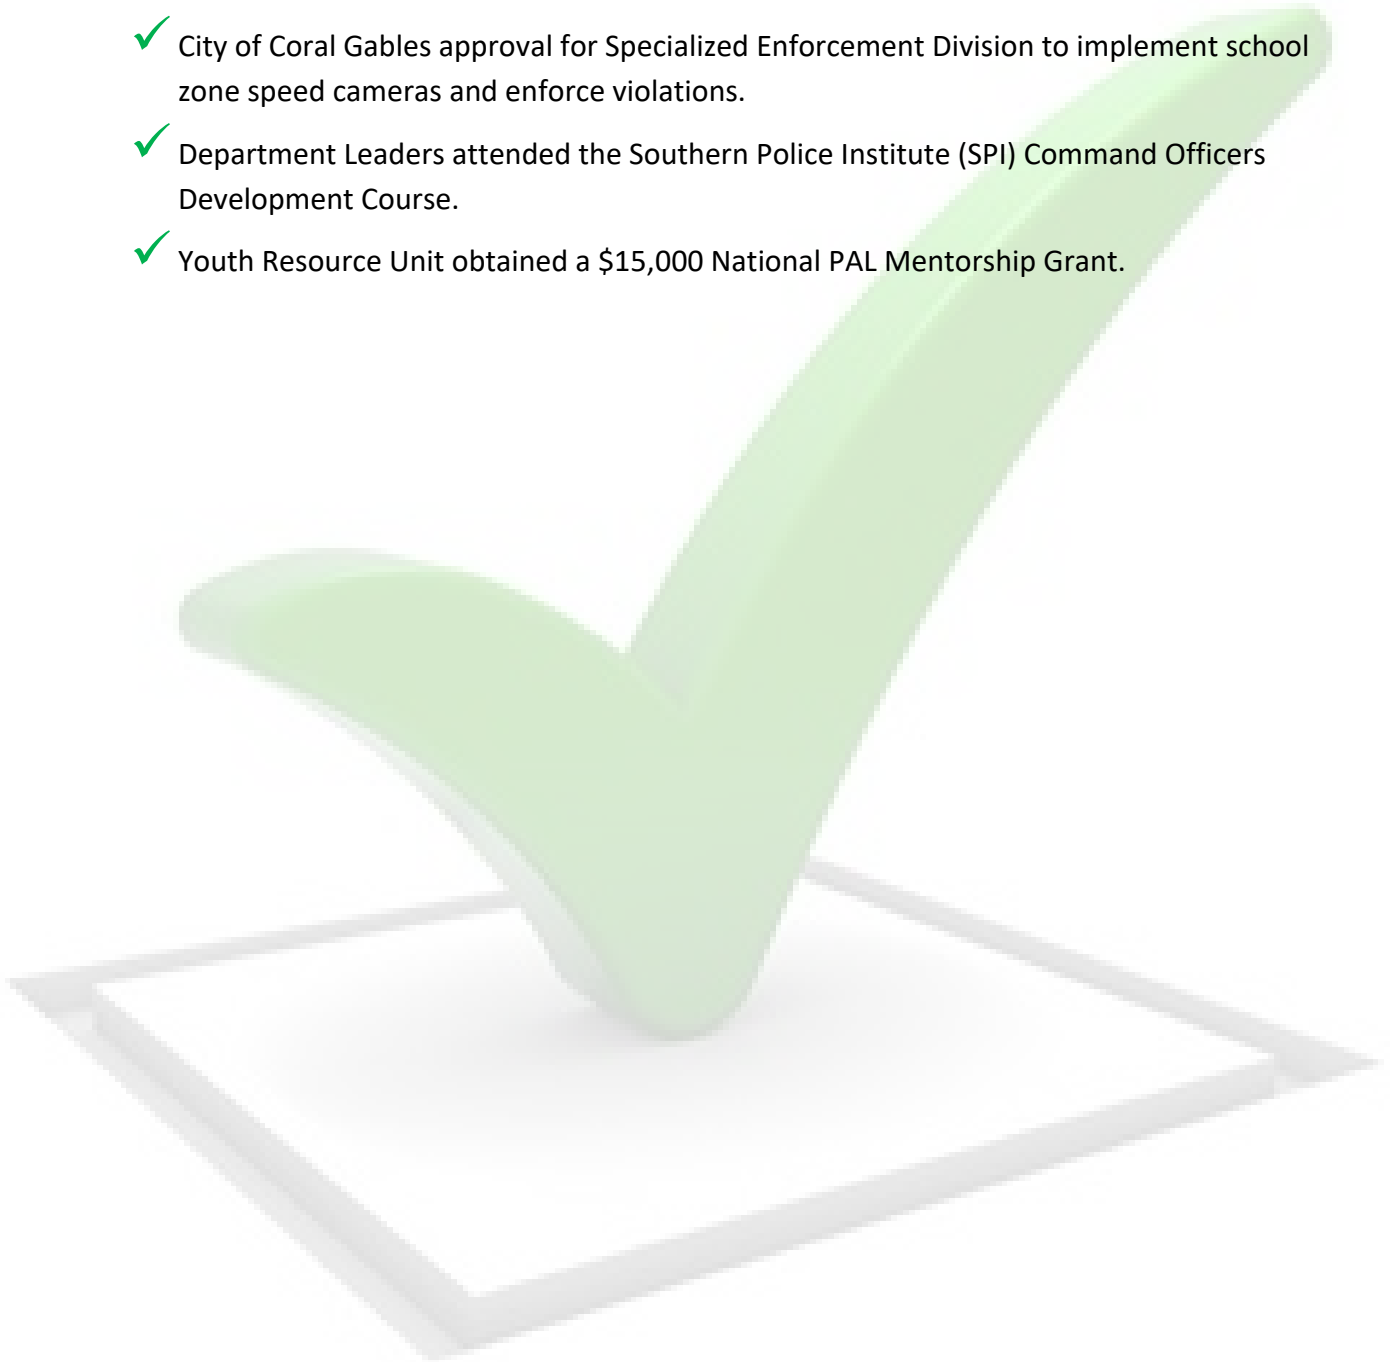 City of Coral Gables approval for Specialized Enforcement Division to implement school
zone speed cameras and enforce violations.
Department Leaders attended the Southern Police Institute (SPI) Command Officers
Development Course.
Youth Resource Unit obtained a $15,000 National PAL Mentorship Grant.